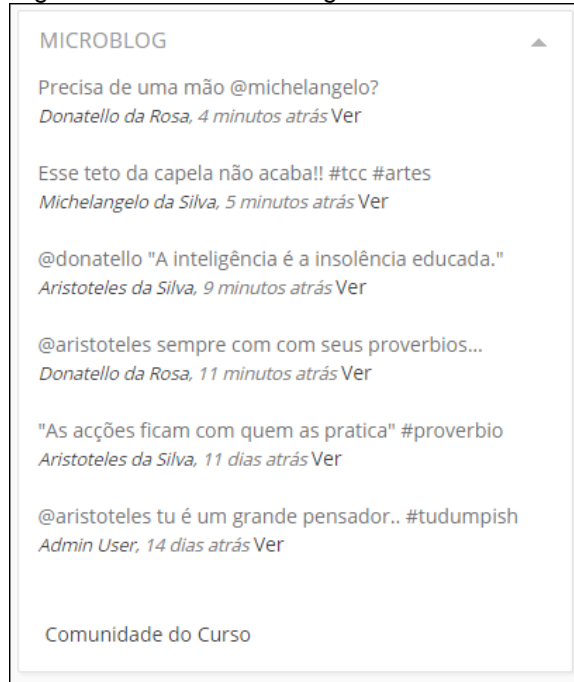 MICROBLOG
Precisa de uma mão @michelangelo?
Donatello da Rosa, 4 minutos atrás Ver
Esse teto da capela não acaba!! #tcc #artes
Michelangelo da Silva, 5 minutos atrás Ver
@donatello "A inteligência é a insolência educada."
Aristoteles da Silva, 9 minutos atrás Ver
@aristoteles sempre com com seus proverbios...
Donatello da Rosa, 11 minutos atrás Ver
"As acções ficam com quem as pratica" #proverbio
Aristoteles da Silva, 11 dias atrás Ver
@aristoteles tu é um grande pensador.. #tudumpish
Admin User, 14 dias atrás Ver
Comunidade do Curso